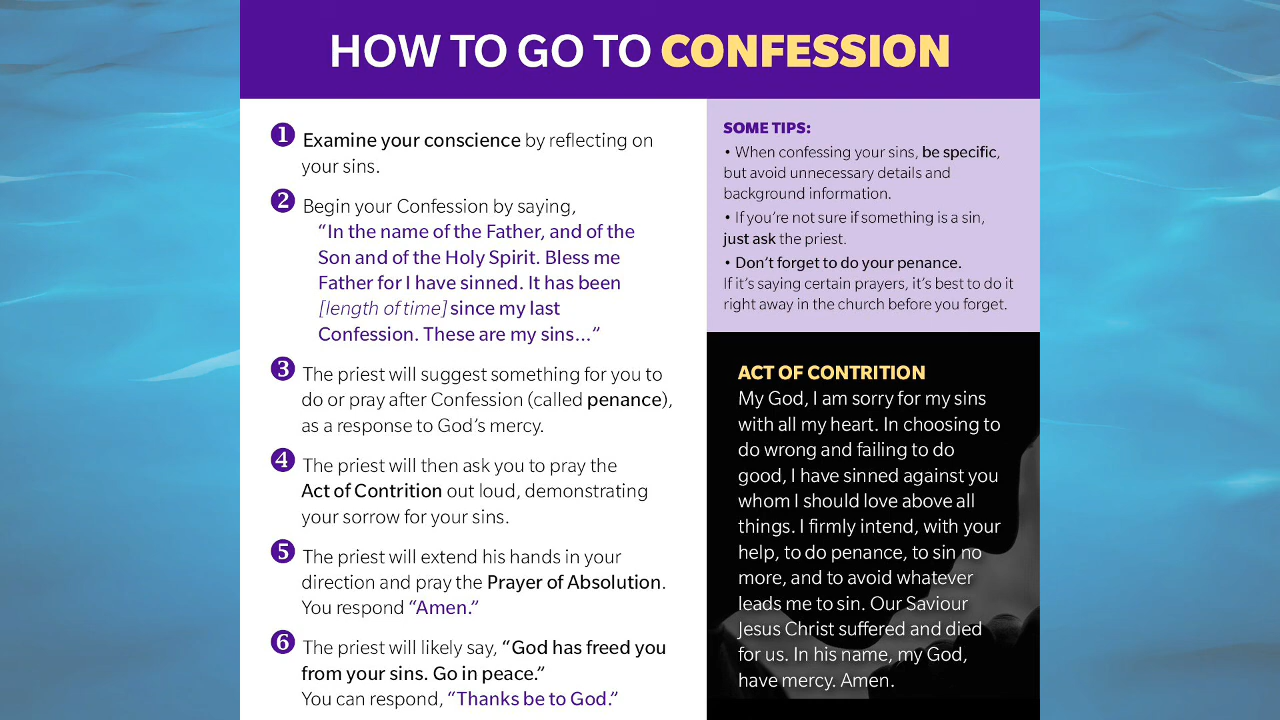 HOW TO GO TO CONFESSION
1 Examine your conscience by reflecting on
your sins.
2 Begin your Confession by saying,
“In the name of the Father, and of the
Son and of the Holy Spirit. Bless me
Father for I have sinned. It has been
[length of time] since my last
Confession. These are my sins...”
3 The priest will suggest something for you to
do or pray after Confession (called penance),
as a response to God’s mercy.
4 The priest will then ask you to pray the
Act of Contrition out loud, demonstrating
your sorrow for your sins.
5 The priest will extend his hands in your
direction and pray the Prayer of Absolution.
You respond “Amen.”
6 The priest will likely say, “God has freed you
from your sins. Go in peace.”
You can respond, “Thanks be to God.”
SOME TIPS:
• When confessing your sins, be specific,
but avoid unnecessary details and
background information.
• If you’re not sure if something is a sin,
just ask the priest.
• Don’t forget to do your penance.
If it’s saying certain prayers, it’s best to do it
right away in the church before you forget.
ACT OF CONTRITION
My God, I am sorry for my sins
with all my heart. In choosing to
do wrong and failing to do
good, I have sinned against you
whom I should love above all
things. I firmly intend, with your
help, to do penance, to sin no
more, and to avoid whatever
leads me to sin. Our Saviour
Jesus Christ suffered and died
for us. In his name, my God,
have mercy. Amen.